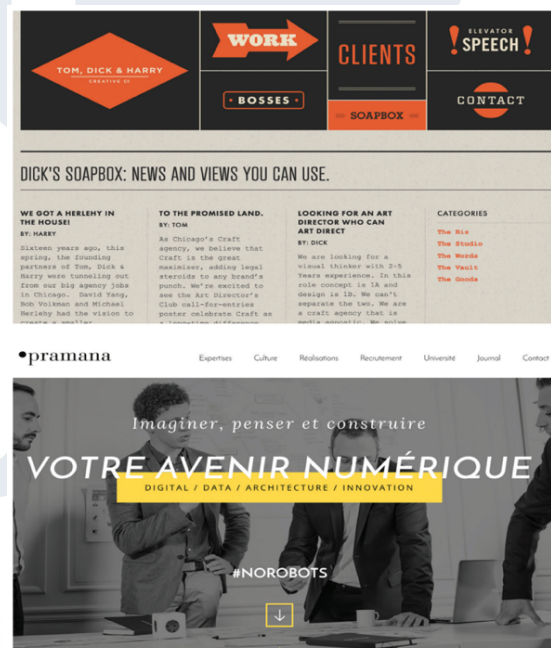 WORK
CLIENTS
ELEVATOR
SPEECH
TOM, DICK & HARRY
CREATIVE CO
BOSSES
SOAPBOX
CONTACT
DICK'S SOAPBOX: NEWS AND VIEWS YOU CAN USE.
WE GOT A HERLEHY IN
THE HOUSE!
BY: HARRY
Sixteen years ago, this
spring, the founding
partners of Tom, Dick &
Harry were tunneling out
from our big agency jobs
in Chicago. David Yang,
Bob Volkman and Michael
Herlehy had the vision to
create a smaller
TO THE PROMISED LAND.
BY: TOM
As Chicago's Craft
agency, we believe that
Craft is the great
maximizer, adding legal
steroids to any brand's
punch. We're excited to
see the Art Director's
Club call-for-entries
poster celebrate Craft as
a longtime difference
LOOKING FOR AN ART
DIRECTOR WHO CAN
ART DIRECT
BY: DICK
We are looking for a
visual thinker with 2-5
Years experience. In this
role concept is 1A and
design is 1B. We can't
separate the two. We are
a craft agency that is
media agnostic. We solve
CATEGORIES
The Biz
The Studio
The Words
The Vault
The Goods
pramana
Expertises Culture Réalisations Recrutement Université Journal Contact
Imaginer, penser et construire
VOTRE AVENIR NUMÉRIQUE
DIGITAL / DATA / ARCHITECTURE / INNOVATION
#NOROBOTS